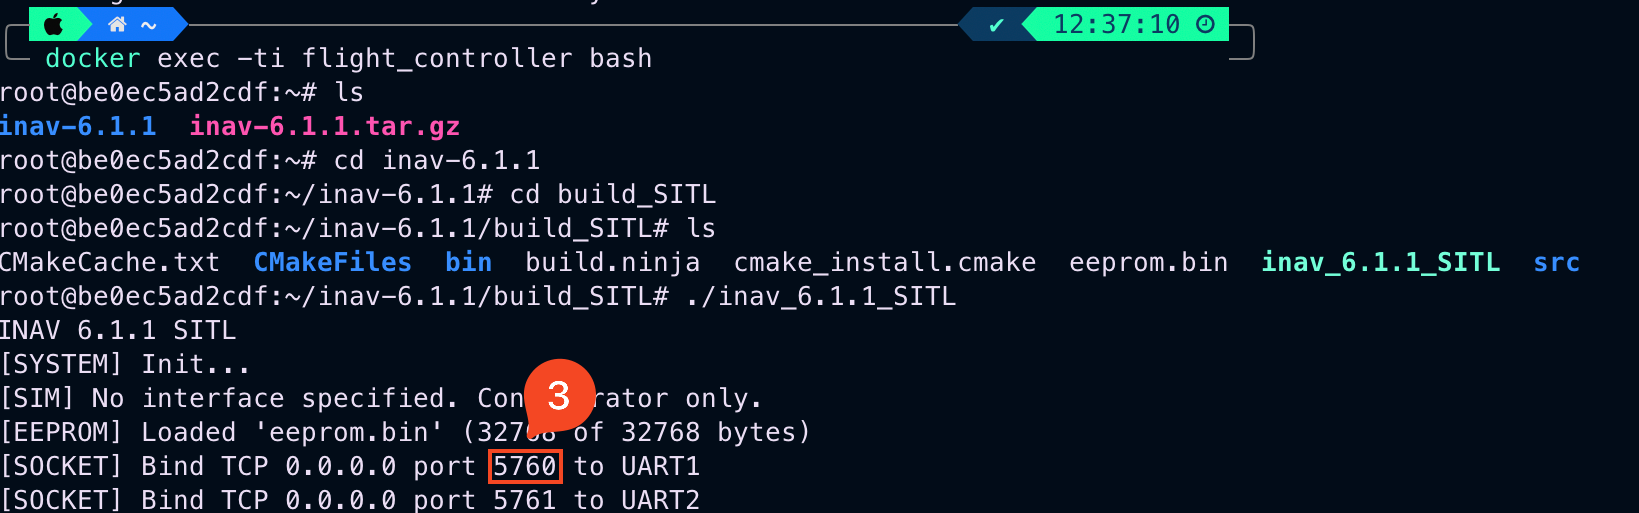 ~ ✔ 12:37:10
docker exec -ti flight_controller bash
root@be0ec5ad2cdf:~# ls
inav-6.1.1 inav-6.1.1.tar.gz
root@be0ec5ad2cdf:~# cd inav-6.1.1
root@be0ec5ad2cdf:~/inav-6.1.1# cd build_SITL
root@be0ec5ad2cdf:~/inav-6.1.1/build_SITL# ls
CMakeCache.txt CMakeFiles bin build.ninja cmake_install.cmake eeprom.bin inav_6.1.1_SITL src
root@be0ec5ad2cdf:~/inav-6.1.1/build_SITL# ./inav_6.1.1_SITL
INAV 6.1.1 SITL
[SYSTEM] Init...
[SIM] No interface specified. only.
3
[EEPROM] Loaded 'eeprom.bin' (32768 of 32768 bytes)
[SOCKET] Bind TCP 0.0.0.0 port 5760 to UART1
[SOCKET] Bind TCP 0.0.0.0 port 5761 to UART2